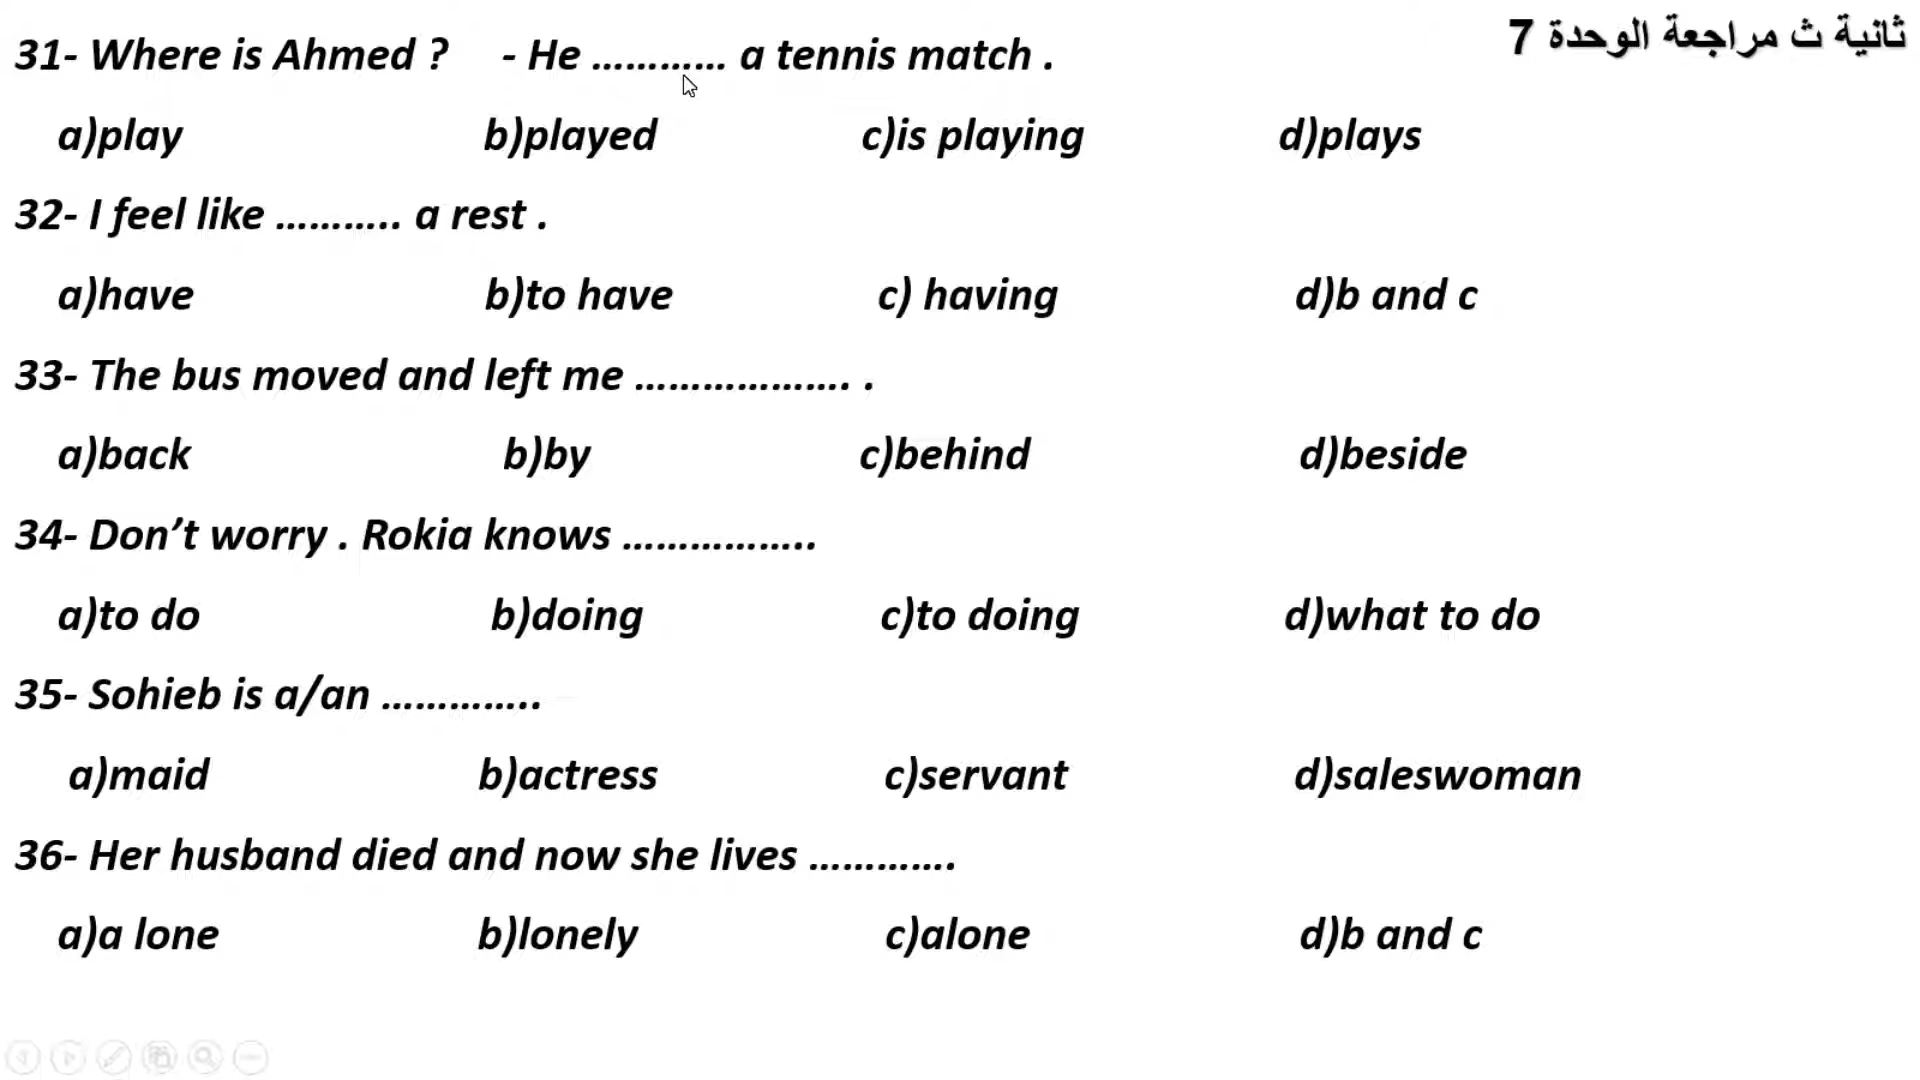 ثانية ث مراجعة الوحدة 7
31- Where is Ahmed ? - He ………… a tennis match .
a)play b)played c)is playing d)plays
32- I feel like ……….. a rest .
a)have b)to have c) having d)b and c
33- The bus moved and left me ………………. .
a)back b)by c)behind d)beside
34- Don’t worry . Rokia knows ……………..
a)to do b)doing c)to doing d)what to do
35- Sohieb is a/an …………..
a)maid b)actress c)servant d)saleswoman
36- Her husband died and now she lives ………….
a)a lone b)lonely c)alone d)b and c